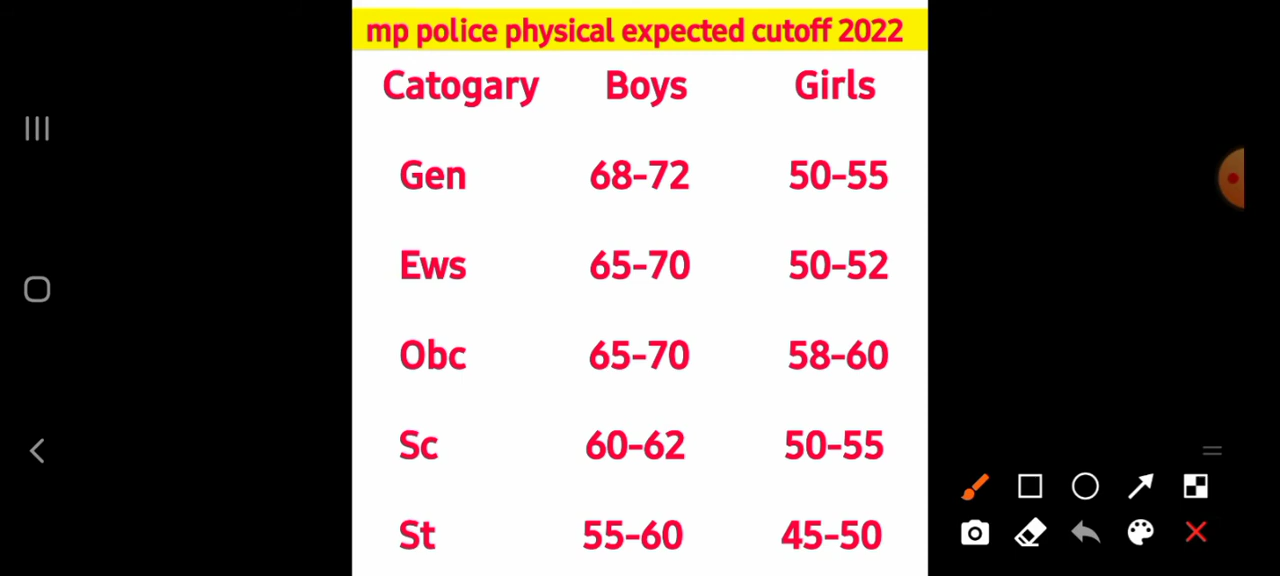 mp police physical expected cutoff 2022
Catogary Boys Girls
Gen 68-72 50-55
Ews 65-70 50-52
Obc 65-70 58-60
Sc 60-62 50-55
St 55-60 45-50